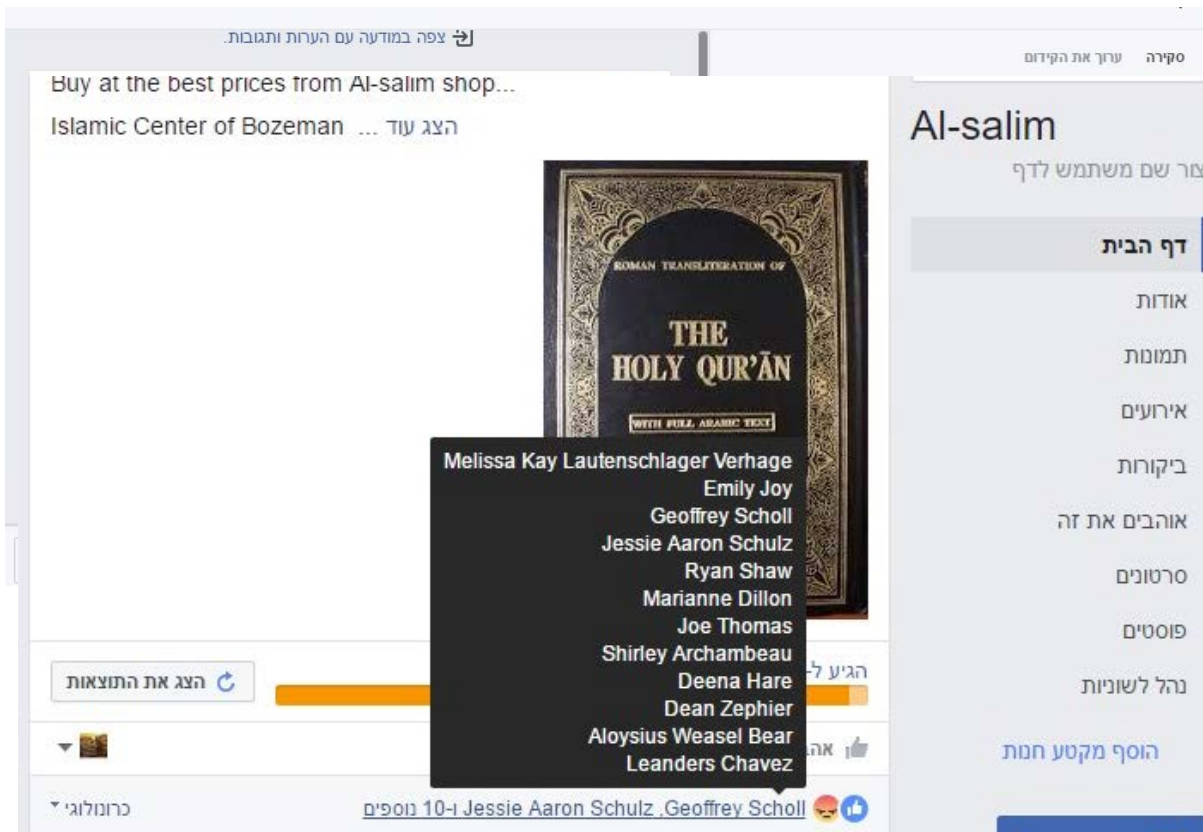 צפה במודעה עם הערות ותגובות.
סקירה ערוך את הקידום
Buy at the best prices from Al-salim shop...
Islamic Center of Bozeman ... הצג עוד
ROMAN TRANSLITERATION OF
THE
HOLY QUR'ĀN
WITH FULL ARABIC TEXT
Melissa Kay Lautenschlager Verhage
Emily Joy
Geoffrey Scholl
Jessie Aaron Schulz
Ryan Shaw
Marianne Dillon
Joe Thomas
Shirley Archambeau
Deena Hare
Dean Zephier
Aloysius Weasel Bear
Leanders Chavez
הגיע ל-
הצג את התוצאות
Jessie Aaron Schulz ,Geoffrey Scholl ו-10 נוספים
כרונולוגי
Al-salim
צור שם משתמש לדף
דף הבית
אודות
תמונות
אירועים
ביקורות
אוהבים את זה
סרטונים
פוסטים
נהל לשוניות
הוסף מקטע חנות